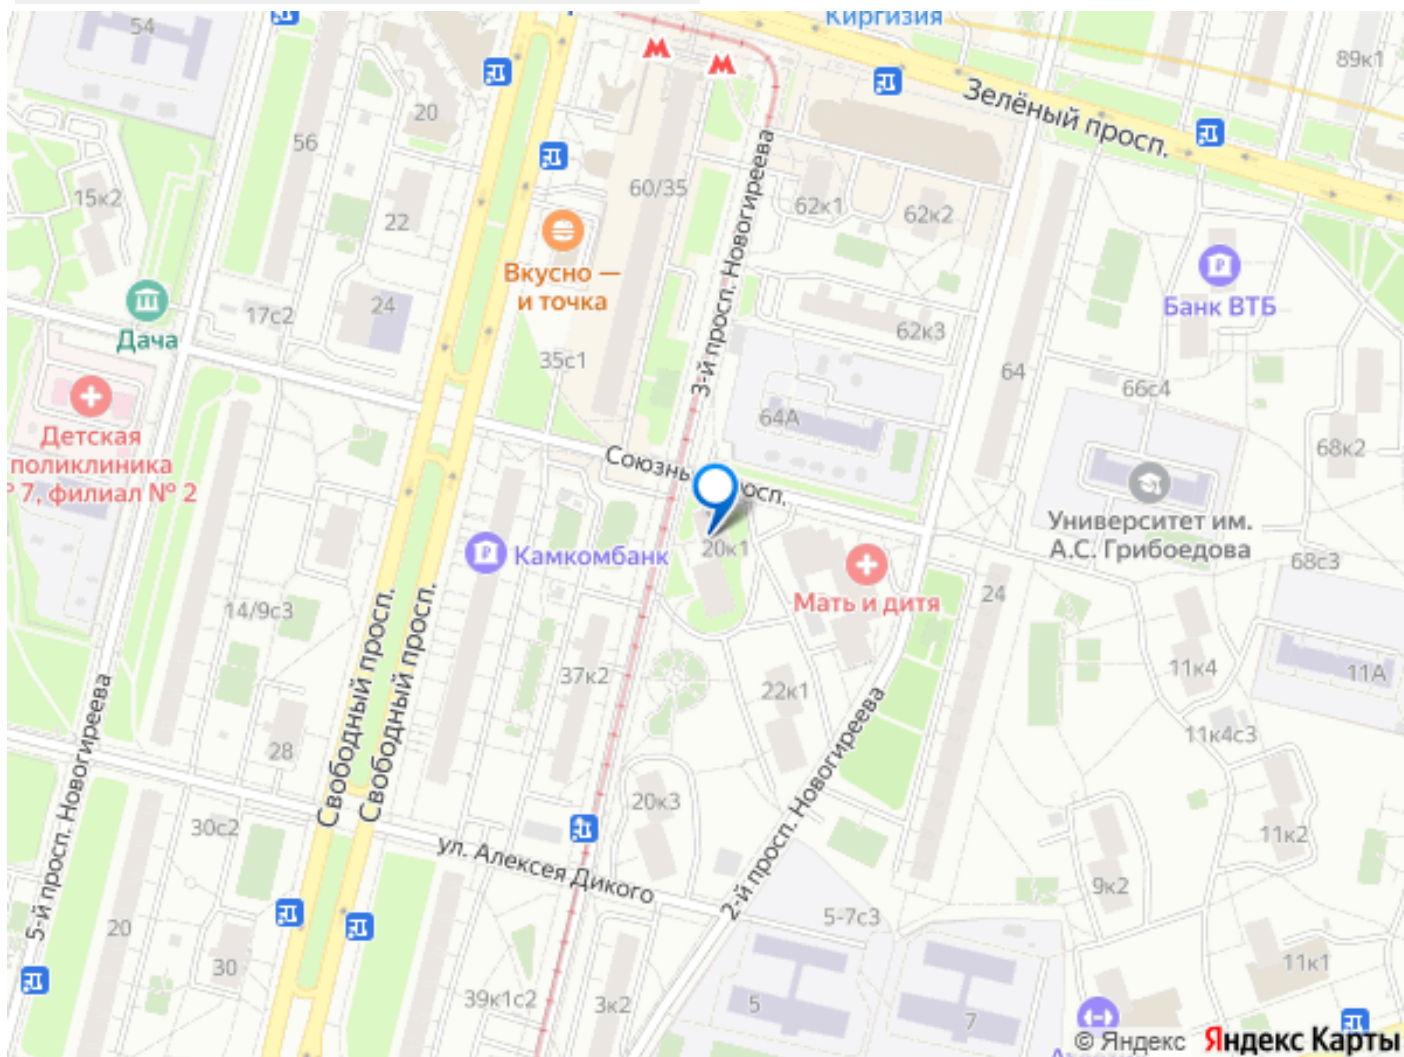 54
Киргизия
89к1
20
56
Зелёный просп.
15к2
60/35
62к1
62к2
22
3-й просп. Новогиреева
Вкусно —
и точка
Банк ВТБ
17с2
24
Дача
62к3
35с1
64
66с4
64А
Детская
поликлиника
7, филиал № 2
68к2
Союзн
просп.
Университет им.
А.С. Грибоедова
Камкомбанк
20к1
68с3
Мать и дитя
14/9с3
24
Свободный просп.
Свободный просп.
37к2
22к1
11к4
11А
5-й просп. Новогиреева
28
11к4с3
2-й просп. Новогиреева
20к3
30с2
11к2
ул. Алексея Дикого
9к2
5-7с3
20
30
11к1
39к1с2
3к2
5
7
© Яндекс Яндекс Карты